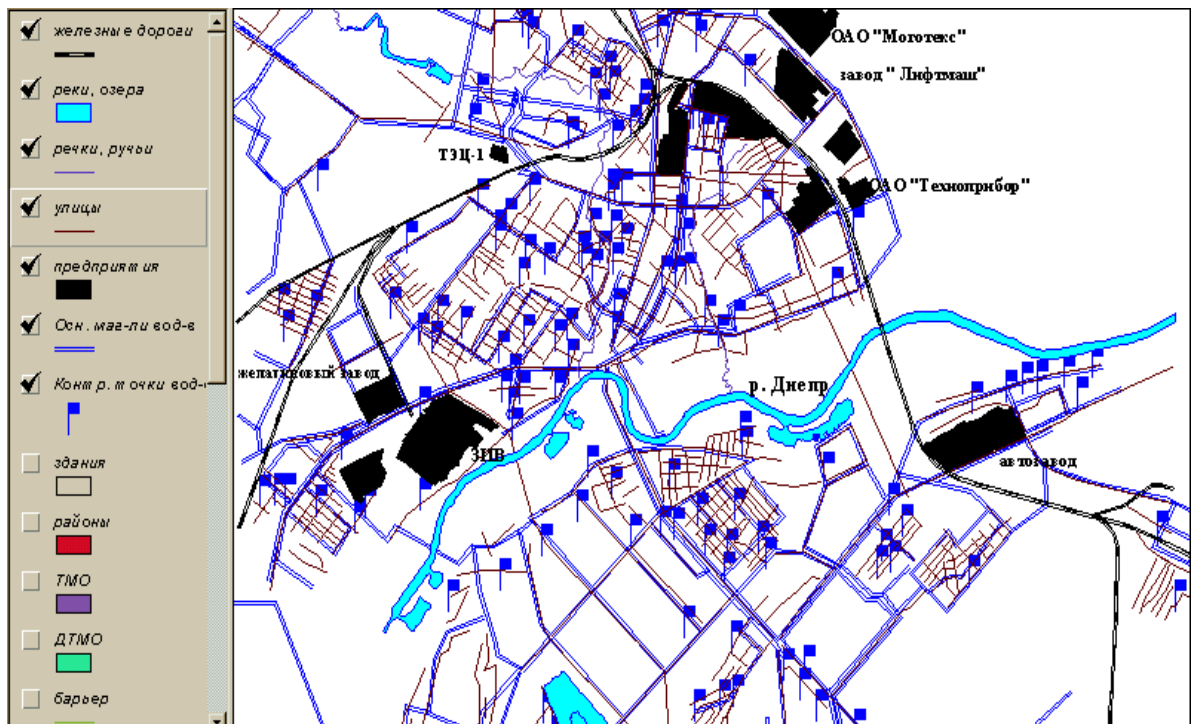 железные дороги
реки, озера
речки, ручьи
улицы
предприятия
Осн. маг-ли вод-в
Контр. точки вод-
здания
районы
ТМО
ДТМО
барьер
ОАО "Моготекс"
завод " Лифтмаш"
ТЭЦ-1
ОАО "Техноприбор"
желатиновый завод
р. Днепр
ЗИВ
автозавод